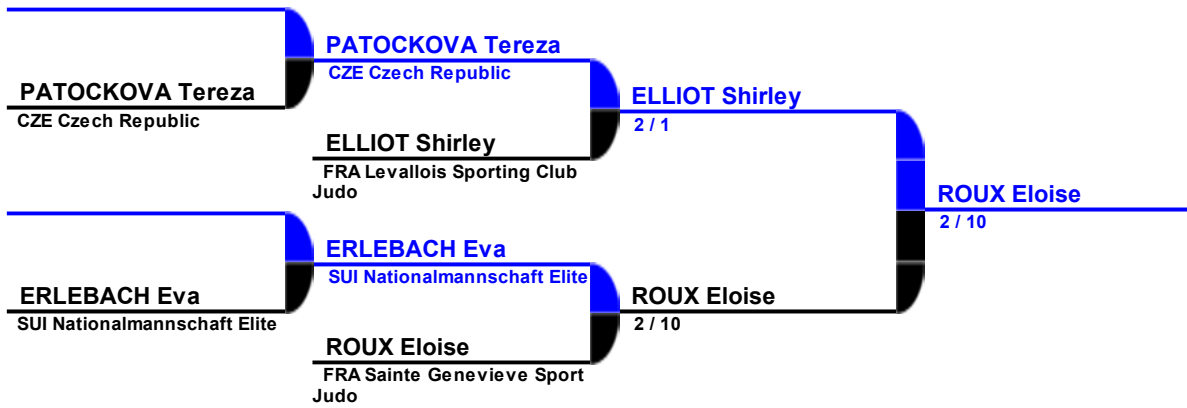 PATOCKOVA Tereza
CZE Czech Republic
PATOCKOVA Tereza
CZE Czech Republic
ELLIOT Shirley
FRA Levallois Sporting Club
Judo
ELLIOT Shirley
2 / 1
ERLEBACH Eva
SUI Nationalmannschaft Elite
ERLEBACH Eva
SUI Nationalmannschaft Elite
ROUX Eloise
FRA Sainte Genevieve Sport
Judo
ROUX Eloise
2 / 10
ROUX Eloise
2 / 10